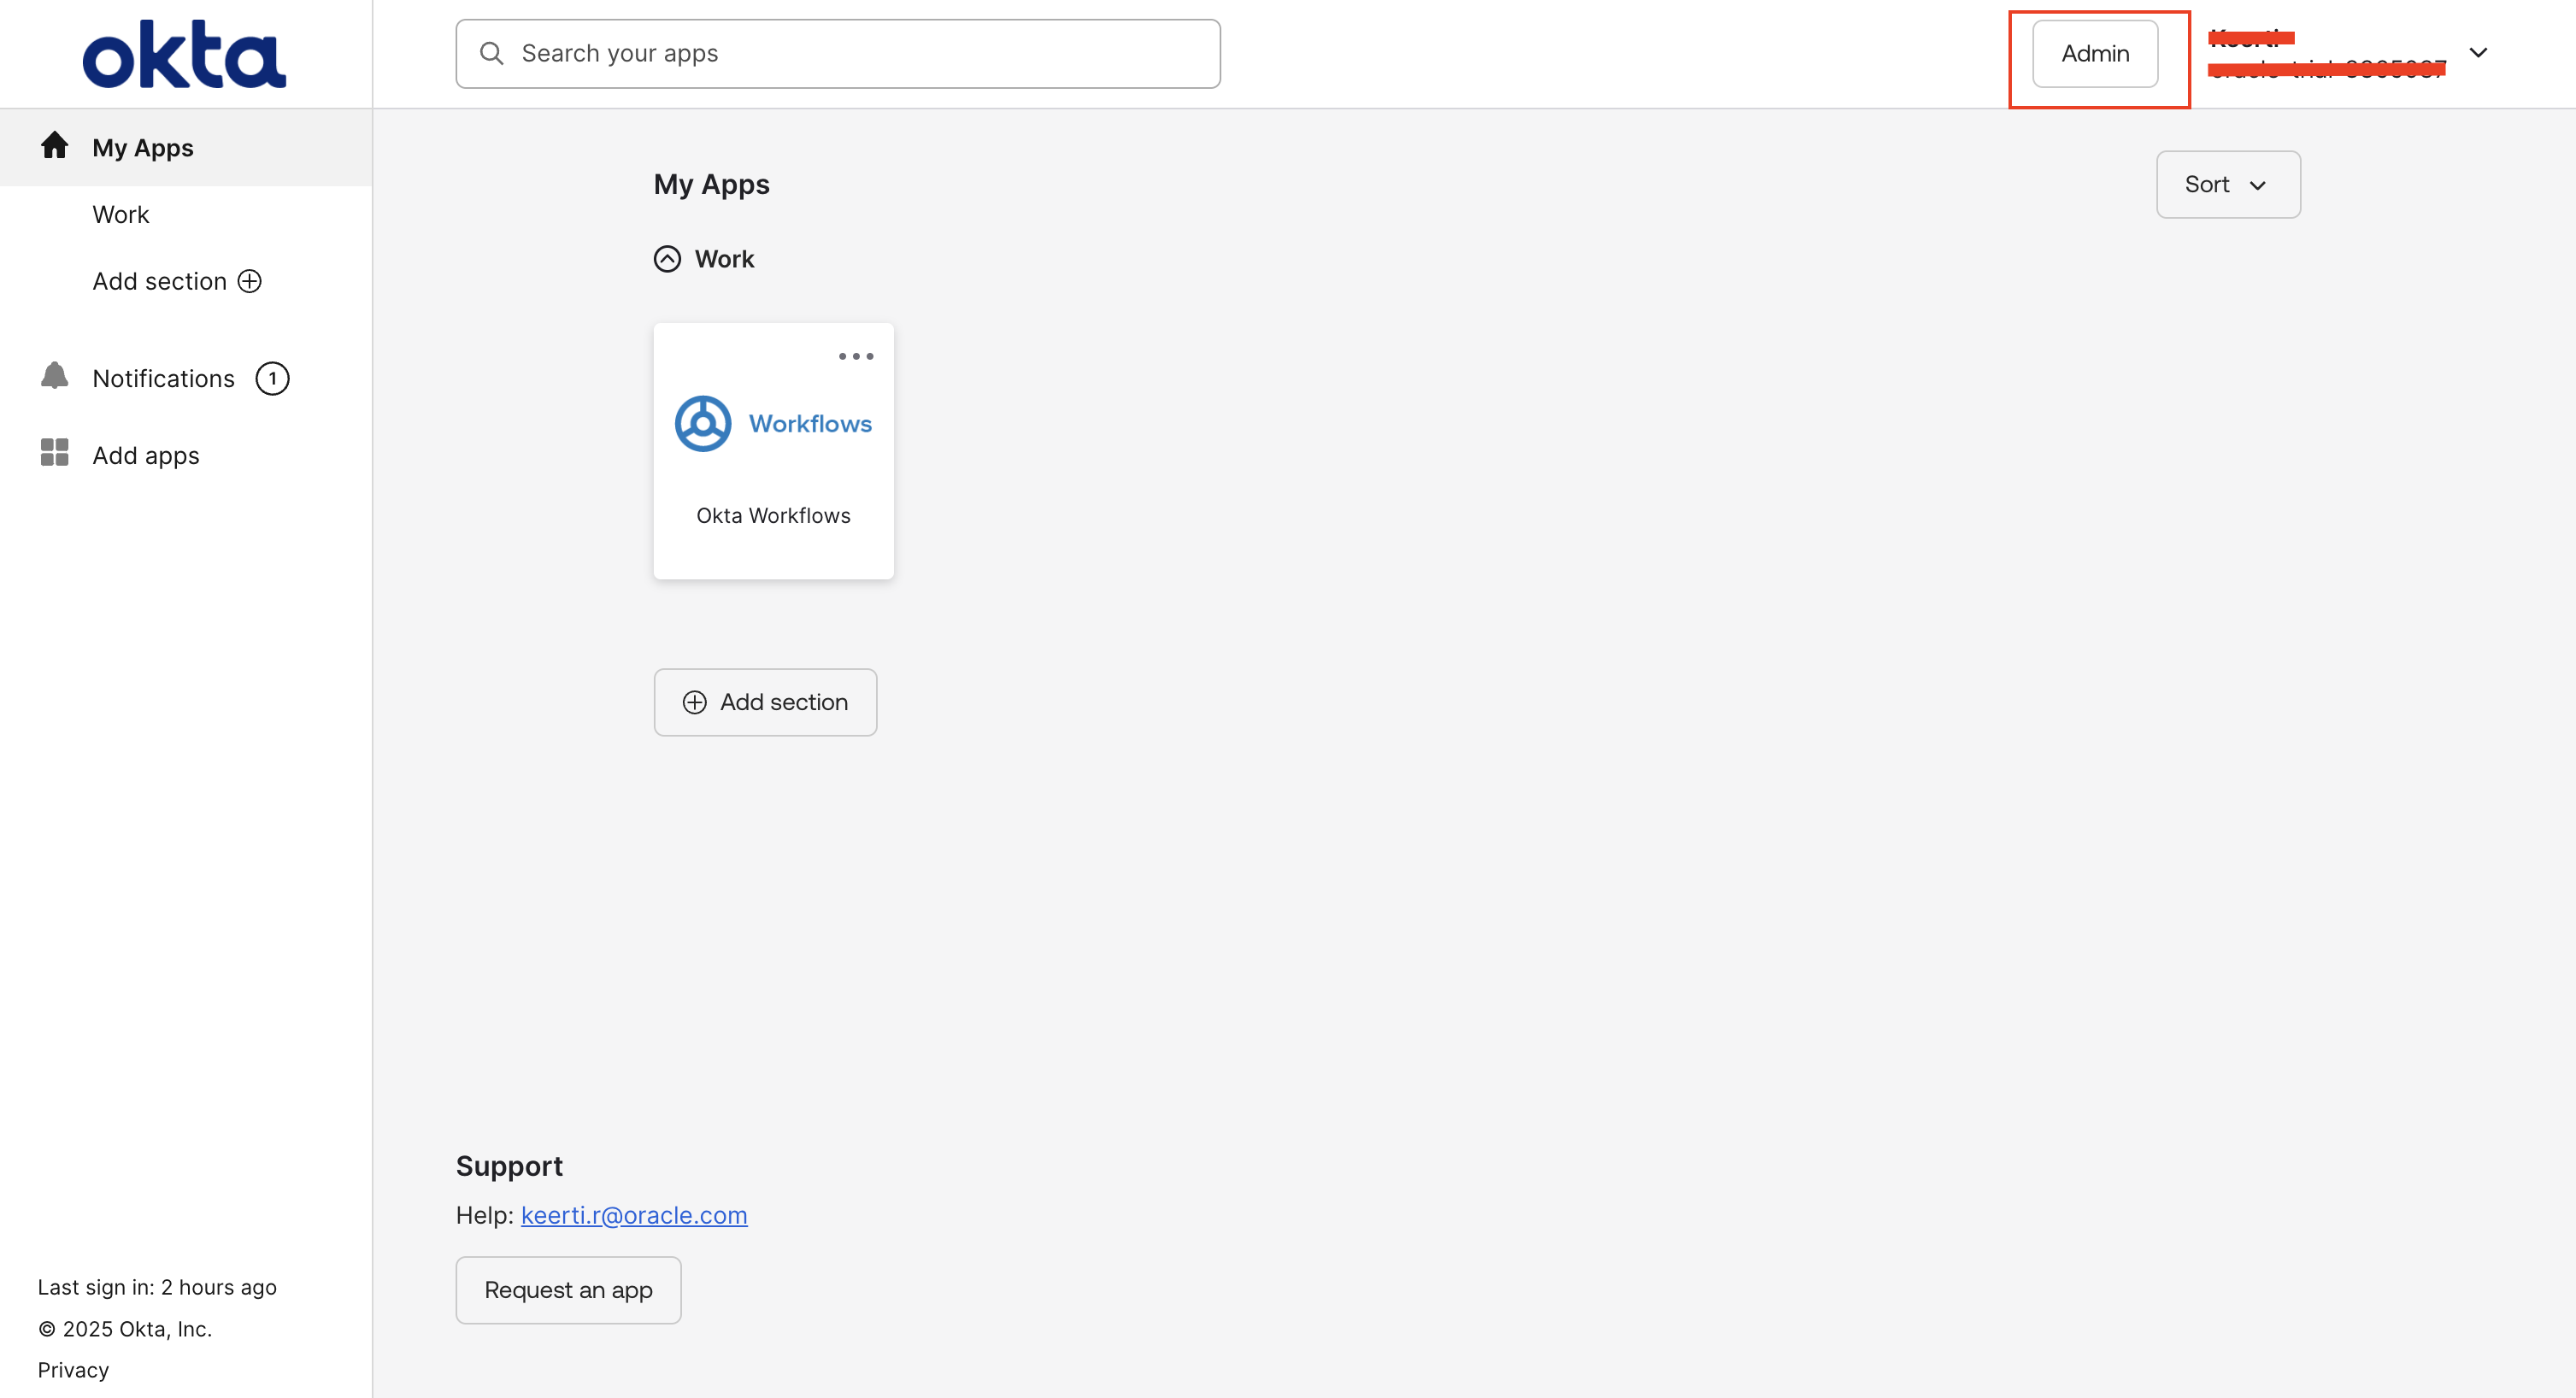 okta
Search your apps
Admin
My Apps
Work
Add section
Notifications 1
Add apps
My Apps
Sort
Work
Workflows
Okta Workflows
Add section
Support
Help: keerti.r@oracle.com
Request an app
Last sign in: 2 hours ago
© 2025 Okta, Inc.
Privacy